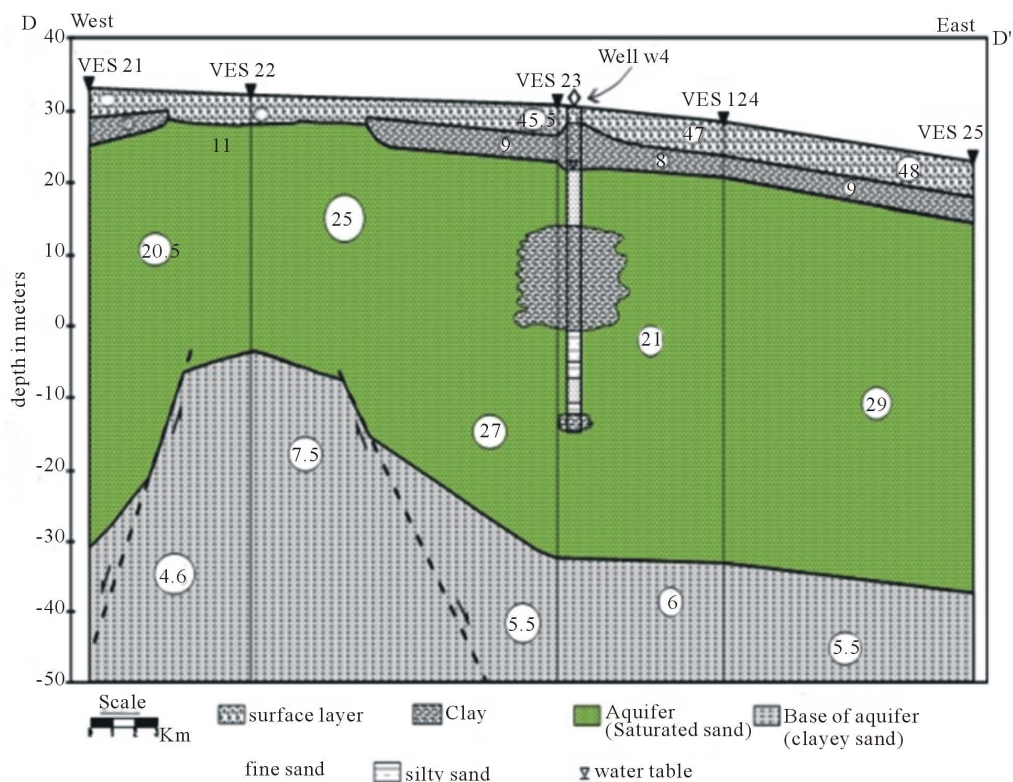 D West East D'
40
VES 21 VES 22 VES 23 Well w4 VES 124 VES 25
30
45.5 47
11 9 8 48
20 9
25
20.5
10
depth in meters
0
21
-10
29
27
7.5
-20
-30
4.6 6
-40
5.5 5.5
-50
Scale
Km
surface layer Clay Aquifer (Saturated sand) Base of aquifer (clayey sand)
fine sand silty sand water table